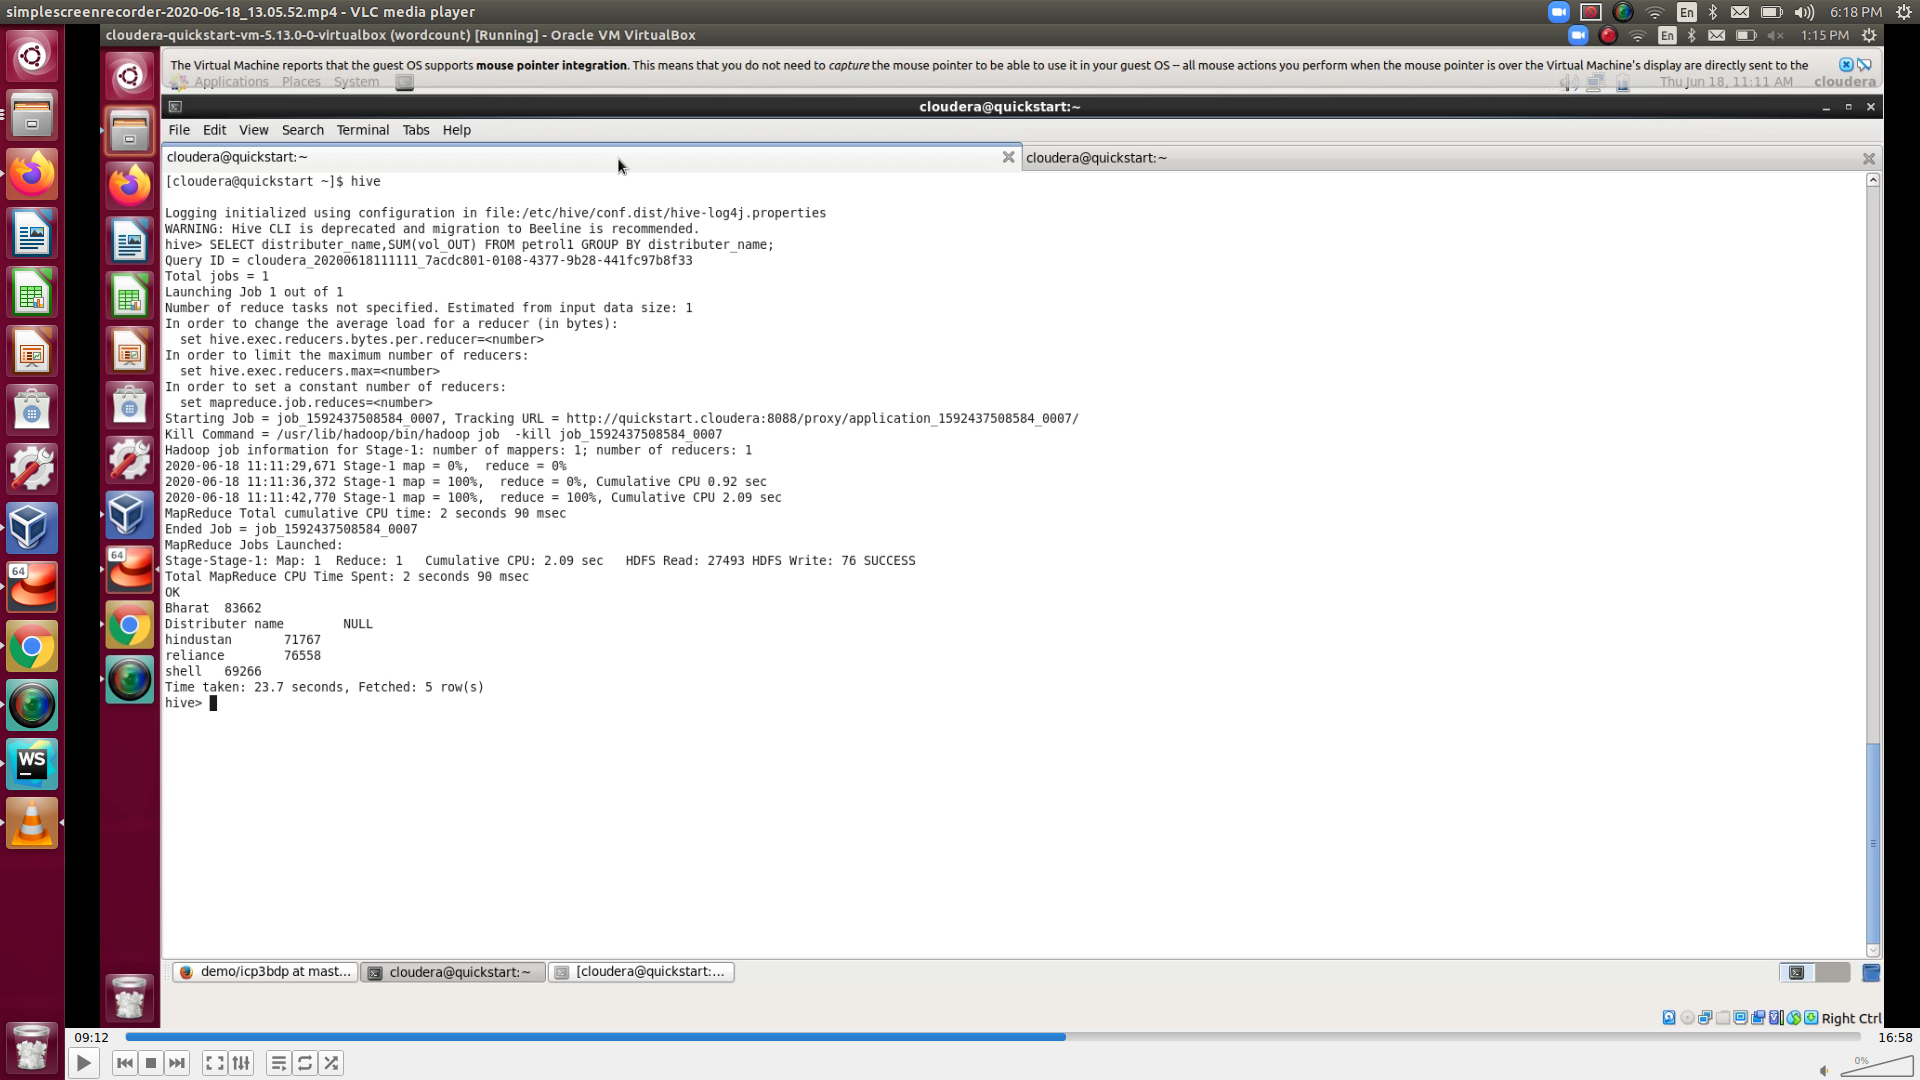 simplescreenrecorder-2020-06-18_13.05.52.mp4 - VLC media player
En
6:18 PM
cloudera-quickstart-vm-5.13.0-0-virtualbox (wordcount) [Running] - Oracle VM VirtualBox
En
1:15 PM
The Virtual Machine reports that the guest OS supports mouse pointer integration. This means that you do not need to capture the mouse pointer to be able to use it in your guest OS -- all mouse actions you perform when the mouse pointer is over the Virtual Machine's display are directly sent to the
Applications Places System
Thu Jun 18, 11:11 AM cloudera
cloudera@quickstart:~
File Edit View Search Terminal Tabs Help
cloudera@quickstart:~
cloudera@quickstart:~
[cloudera@quickstart ~]$ hive
Logging initialized using configuration in file:/etc/hive/conf.dist/hive-log4j.properties
WARNING: Hive CLI is deprecated and migration to Beeline is recommended.
hive> SELECT distributer_name,SUM(vol_OUT) FROM petrol1 GROUP BY distributer_name;
Query ID = cloudera_20200618111111_7acdc801-0108-4377-9b28-441fc97b8f33
Total jobs = 1
Launching Job 1 out of 1
Number of reduce tasks not specified. Estimated from input data size: 1
In order to change the average load for a reducer (in bytes):
  set hive.exec.reducers.bytes.per.reducer=<number>
In order to limit the maximum number of reducers:
  set hive.exec.reducers.max=<number>
In order to set a constant number of reducers:
  set mapreduce.job.reduces=<number>
Starting Job = job_1592437508584_0007, Tracking URL = http://quickstart.cloudera:8088/proxy/application_1592437508584_0007/
Kill Command = /usr/lib/hadoop/bin/hadoop job  -kill job_1592437508584_0007
Hadoop job information for Stage-1: number of mappers: 1; number of reducers: 1
2020-06-18 11:11:29,671 Stage-1 map = 0%,  reduce = 0%
2020-06-18 11:11:36,372 Stage-1 map = 100%,  reduce = 0%, Cumulative CPU 0.92 sec
2020-06-18 11:11:42,770 Stage-1 map = 100%,  reduce = 100%, Cumulative CPU 2.09 sec
MapReduce Total cumulative CPU time: 2 seconds 90 msec
Ended Job = job_1592437508584_0007
MapReduce Jobs Launched:
Stage-Stage-1: Map: 1  Reduce: 1   Cumulative CPU: 2.09 sec   HDFS Read: 27493 HDFS Write: 76 SUCCESS
Total MapReduce CPU Time Spent: 2 seconds 90 msec
OK
Bharat  83662
Distributer name        NULL
hindustan       71767
reliance        76558
shell   69266
Time taken: 23.7 seconds, Fetched: 5 row(s)
hive>
64
64
WS
demo/icp3bdp at mast...
cloudera@quickstart:~
[cloudera@quickstart:...
Right Ctrl
09:12
16:58
0%